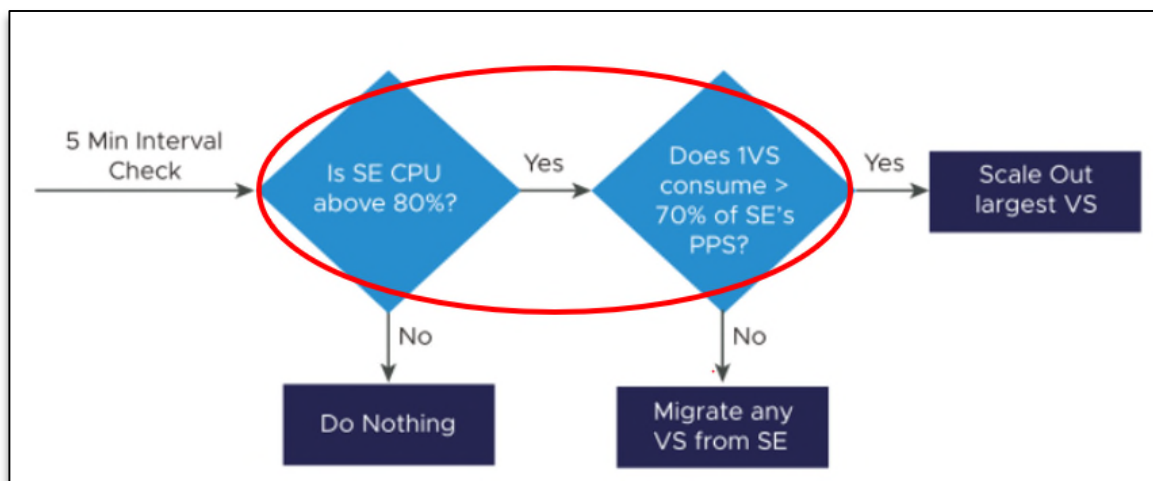 5 Min Interval
Check
Is SE CPU
above 80%?
Yes
Does 1VS
consume >
70% of SE's
PPS?
Yes
Scale Out
largest VS
No
No
Do Nothing
Migrate any
VS from SE